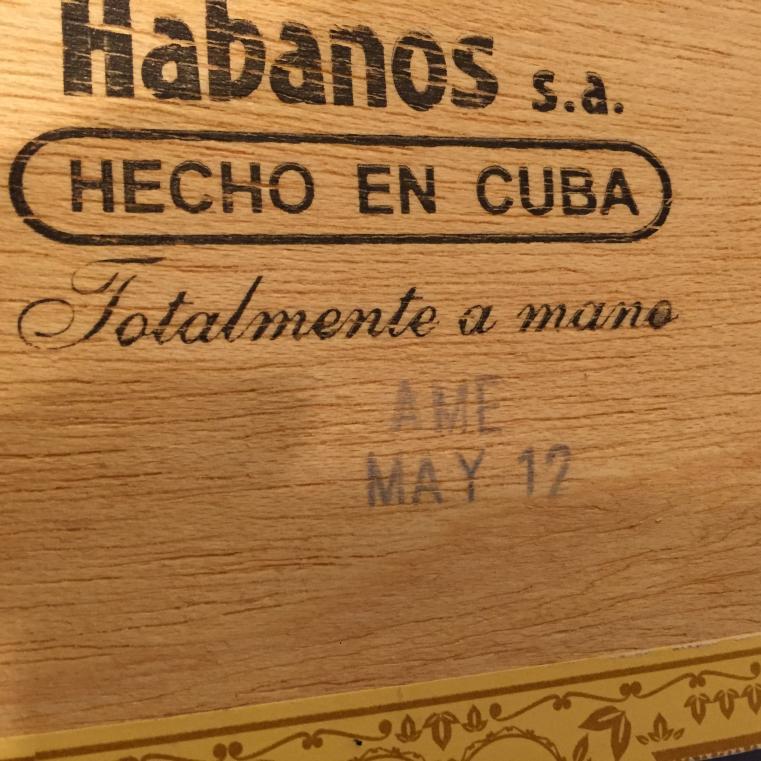 Habanos s.a.
HECHO EN CUBA
Totalmente a mano
AME
MAY 12